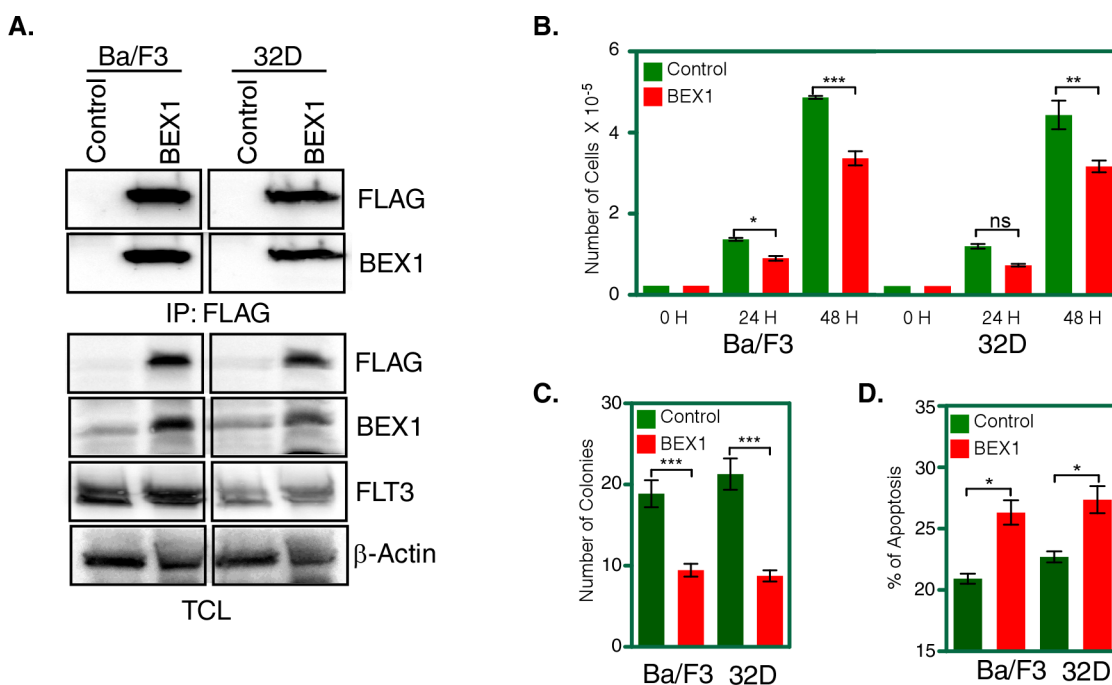 A.
Ba/F3 32D
Control BEX1 Control BEX1
FLAG
BEX1
IP: FLAG
FLAG
BEX1
FLT3
β-Actin
TCL
B.
Number of Cells X 10⁻⁵
6
4
2
0
Control
BEX1
* *** ns **
0 H 24 H 48 H 0 H 24 H 48 H
Ba/F3 32D
C.
Number of Colonies
30
20
10
0
Control
BEX1
*** ***
Ba/F3 32D
D.
% of Apoptosis
35
30
25
20
15
Control
BEX1
* *
Ba/F3 32D